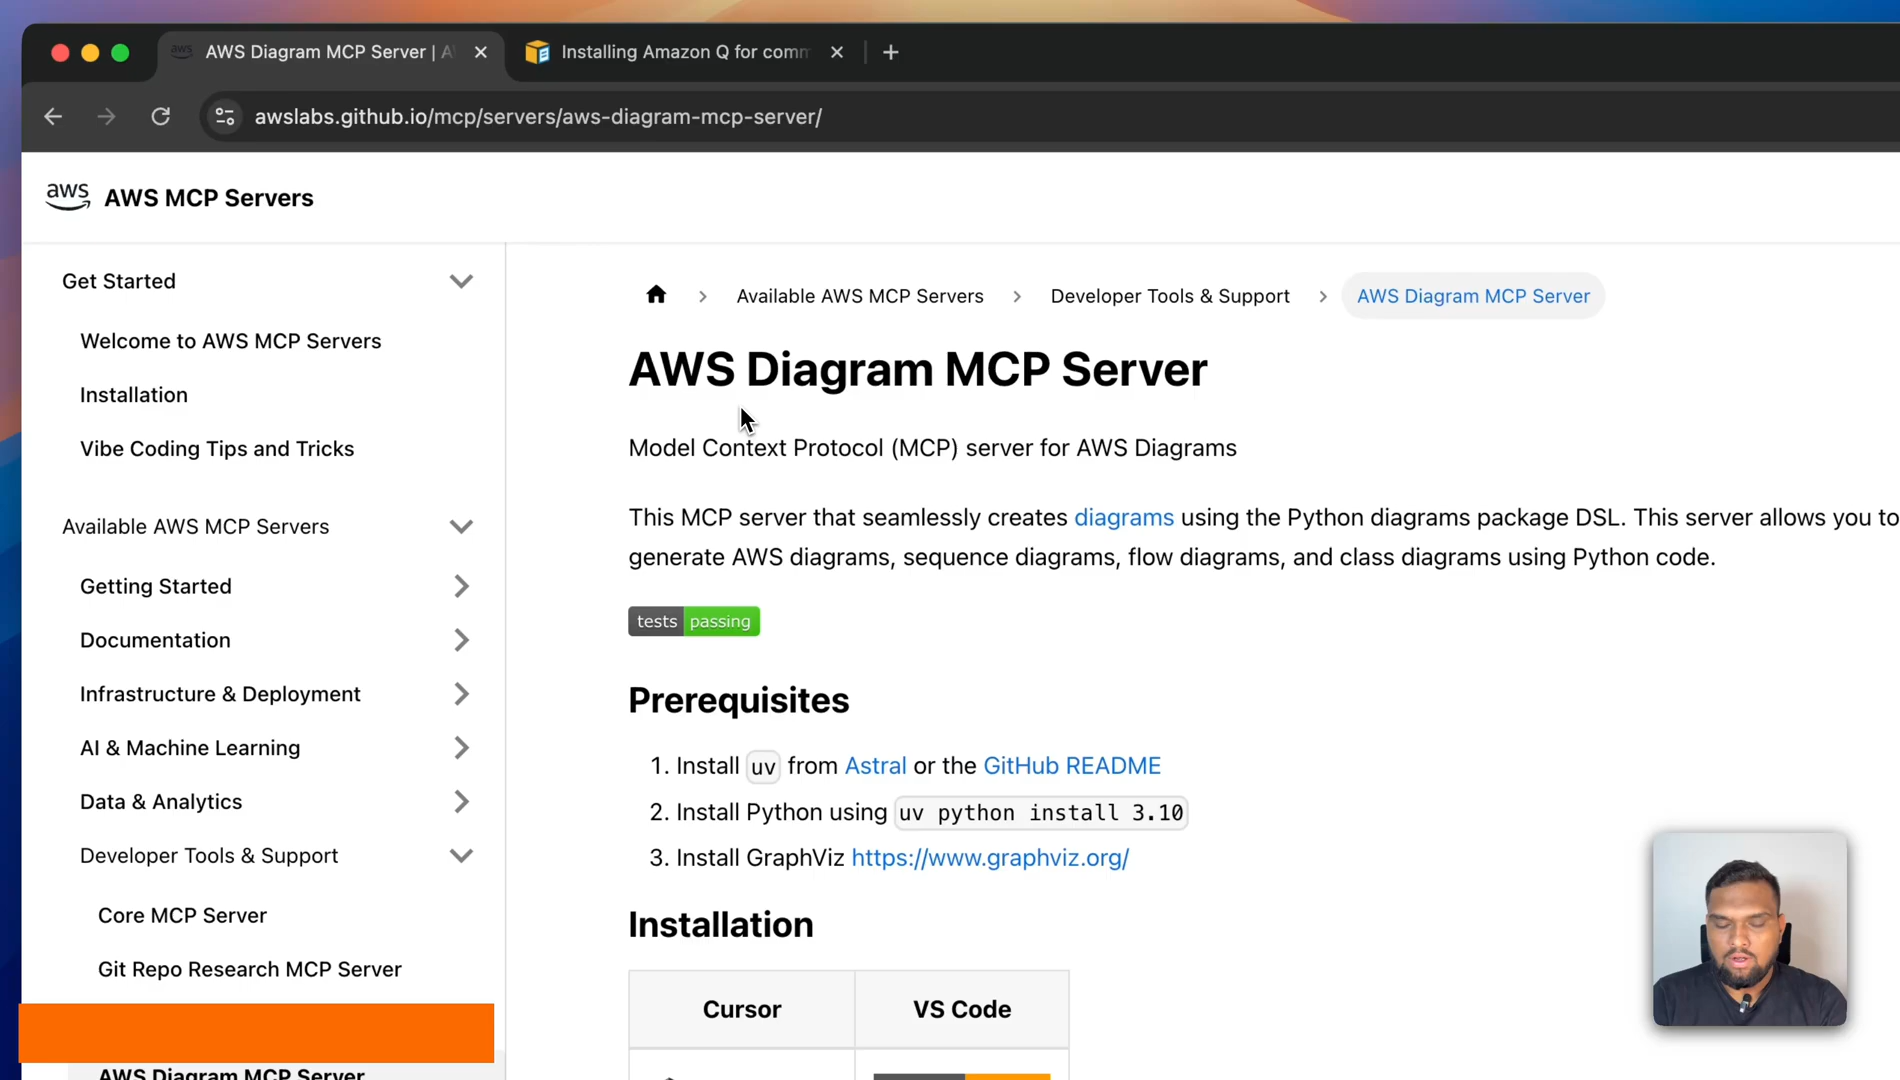 aws AWS Diagram MCP Server | A
Installing Amazon Q for comm
awslabs.github.io/mcp/servers/aws-diagram-mcp-server/
aws AWS MCP Servers
Get Started
Welcome to AWS MCP Servers
Installation
Vibe Coding Tips and Tricks
Available AWS MCP Servers
Getting Started
Documentation
Infrastructure & Deployment
AI & Machine Learning
Data & Analytics
Developer Tools & Support
Core MCP Server
Git Repo Research MCP Server
AWS Diagram MCP Server
Available AWS MCP Servers > Developer Tools & Support > AWS Diagram MCP Server
AWS Diagram MCP Server
Model Context Protocol (MCP) server for AWS Diagrams
This MCP server that seamlessly creates diagrams using the Python diagrams package DSL. This server allows you to
generate AWS diagrams, sequence diagrams, flow diagrams, and class diagrams using Python code.
tests passing
Prerequisites
1. Install uv from Astral or the GitHub README
2. Install Python using uv python install 3.10
3. Install GraphViz https://www.graphviz.org/
Installation
Cursor VS Code